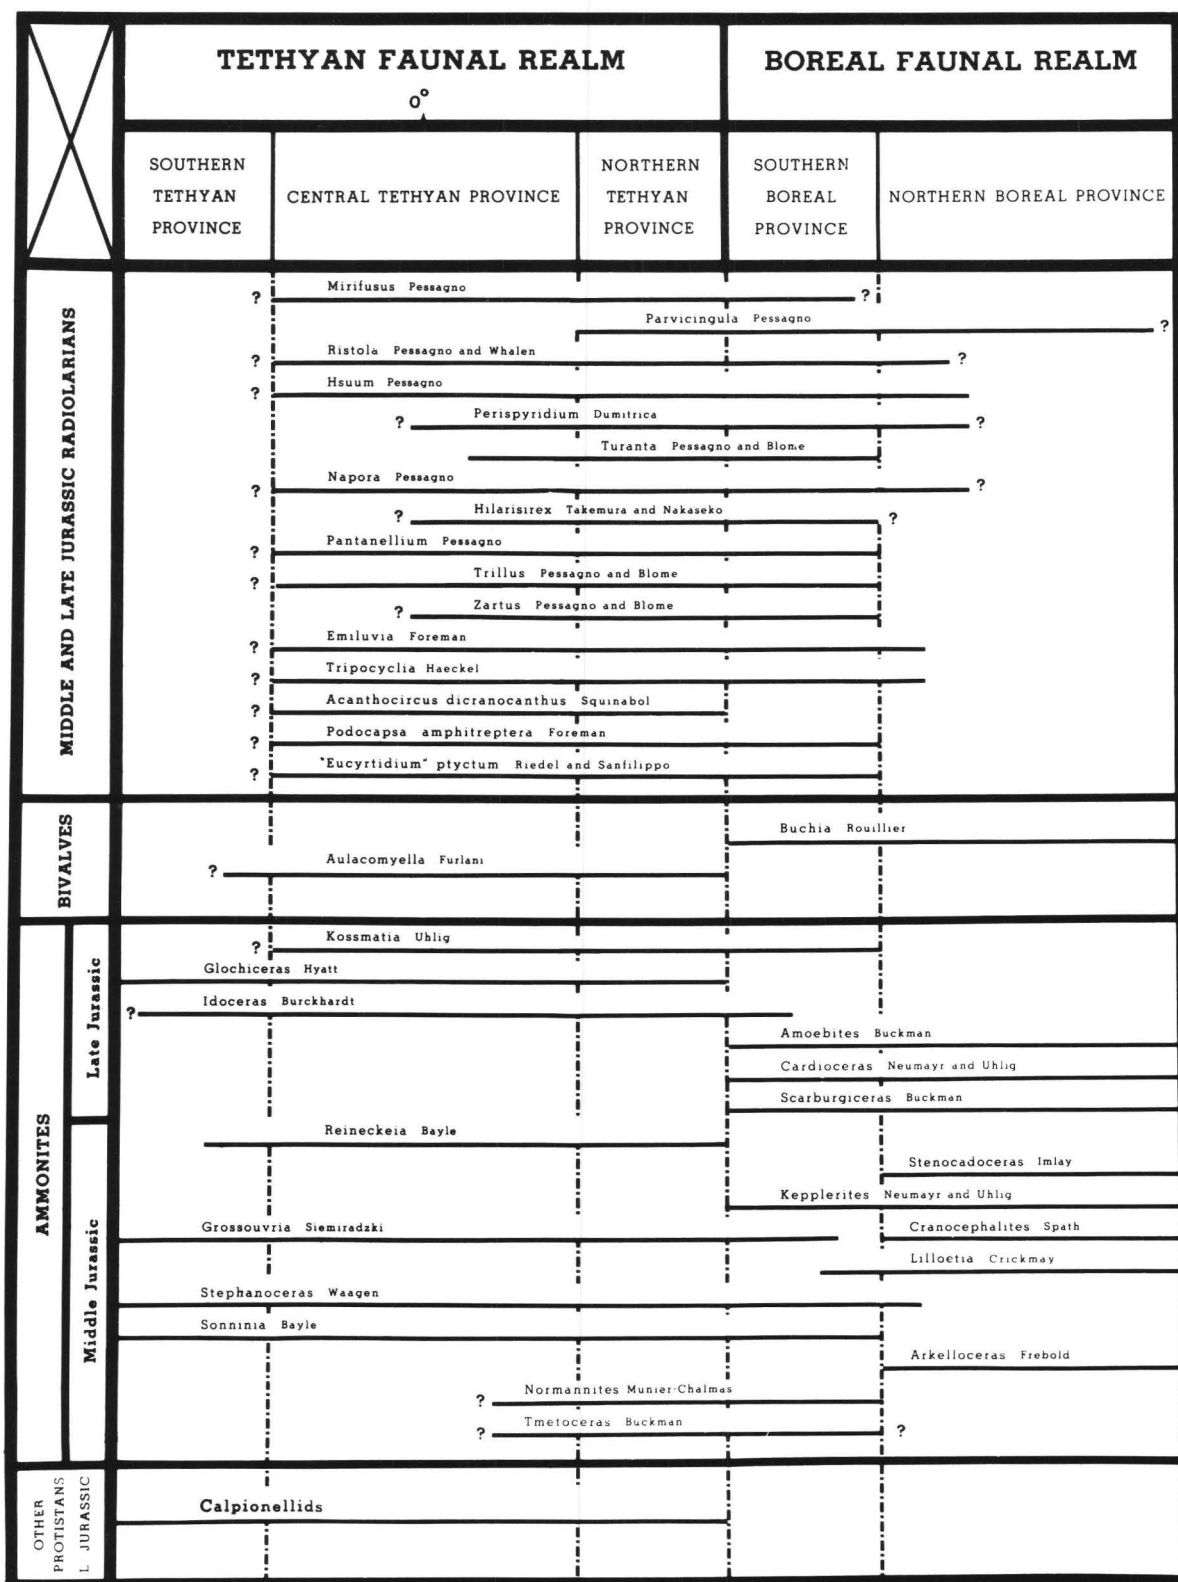 TETHYAN FAUNAL REALM
0°
BOREAL FAUNAL REALM
SOUTHERN
TETHYAN
PROVINCE
CENTRAL TETHYAN PROVINCE
NORTHERN
TETHYAN
PROVINCE
SOUTHERN
BOREAL
PROVINCE
NORTHERN BOREAL PROVINCE
MIDDLE AND LATE JURASSIC RADIOLARIANS
? Mirifusus Pessagno ?
Parvicingula Pessagno ?
? Ristola Pessagno and Whalen ?
? Hsuum Pessagno
? Perispyridium Dumitrica ?
Turanta Pessagno and Blome
? Napora Pessagno ?
? Hilarisirex Takemura and Nakaseko ?
? Pantanellium Pessagno
? Trillus Pessagno and Blome
? Zartus Pessagno and Blome
? Emiluvia Foreman
? Tripocyclia Haeckel
? Acanthocircus dicranocanthus Squinabol
? Podocapsa amphitreptera Foreman
? "Eucyrtidium" ptyctum Riedel and Sanfilippo
BIVALVES
Buchia Rouillier
? Aulacomyella Furlani
AMMONITES
Late Jurassic
? Kossmatia Uhlig
Glochiceras Hyatt
? Idoceras Burckhardt
Amoebites Buckman
Cardioceras Neumayr and Uhlig
Scarburgiceras Buckman
Middle Jurassic
Reineckeia Bayle
Stenocadoceras Imlay
Kepplerites Neumayr and Uhlig
Grossouvria Siemiradzki
Cranocephalites Spath
Lilloetia Crickmay
Stephanoceras Waagen
Sonninia Bayle
Arkelloceras Frebold
? Normannites Munier-Chalmas
? Tmetoceras Buckman ?
OTHER
PROTISTANS
L JURASSIC
Calpionellids